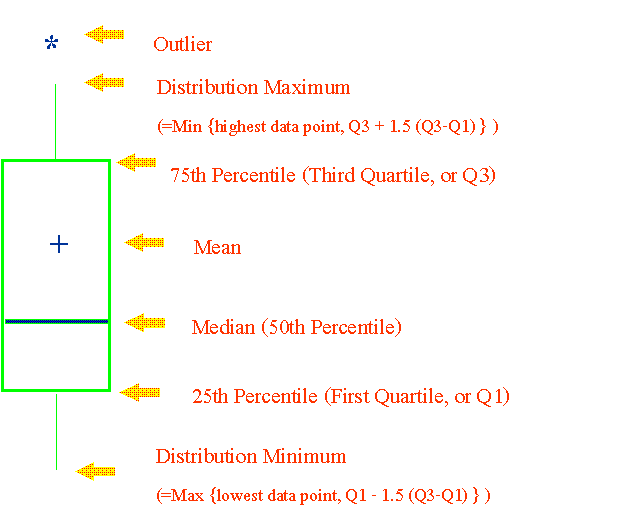 Outlier
Distribution Maximum
(=Min {highest data point, Q3 + 1.5 (Q3-Q1) } )
75th Percentile (Third Quartile, or Q3)
Mean
Median (50th Percentile)
25th Percentile (First Quartile, or Q1)
Distribution Minimum
(=Max {lowest data point, Q1 - 1.5 (Q3-Q1) } )